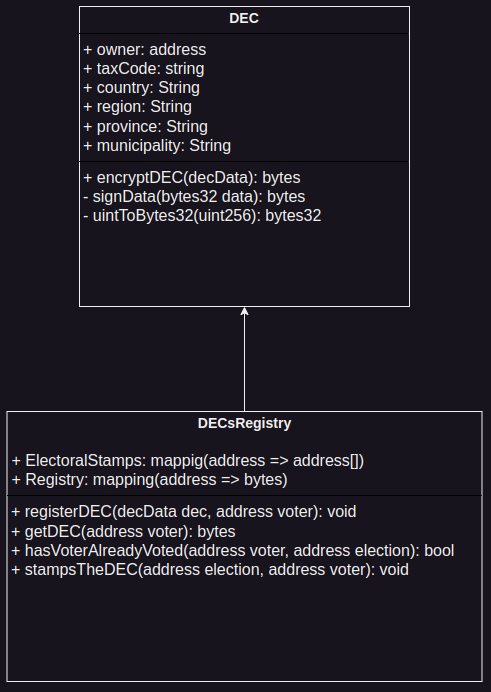 DEC
+ owner: address
+ taxCode: string
+ country: String
+ region: String
+ province: String
+ municipality: String
+ encryptDEC(decData): bytes
- signData(bytes32 data): bytes
- uintToBytes32(uint256): bytes32
DECsRegistry
+ ElectoralStamps: mappig(address => address[])
+ Registry: mapping(address => bytes)
+ registerDEC(decData dec, address voter): void
+ getDEC(address voter): bytes
+ hasVoterAlreadyVoted(address voter, address election): bool
+ stampsTheDEC(address election, address voter): void